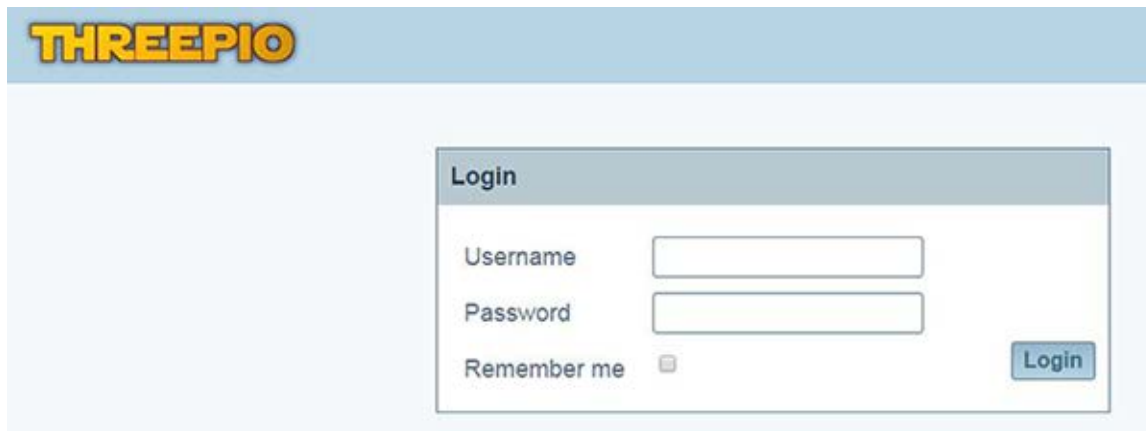 THREEPIO
Login
Username
Password
Remember me
Login